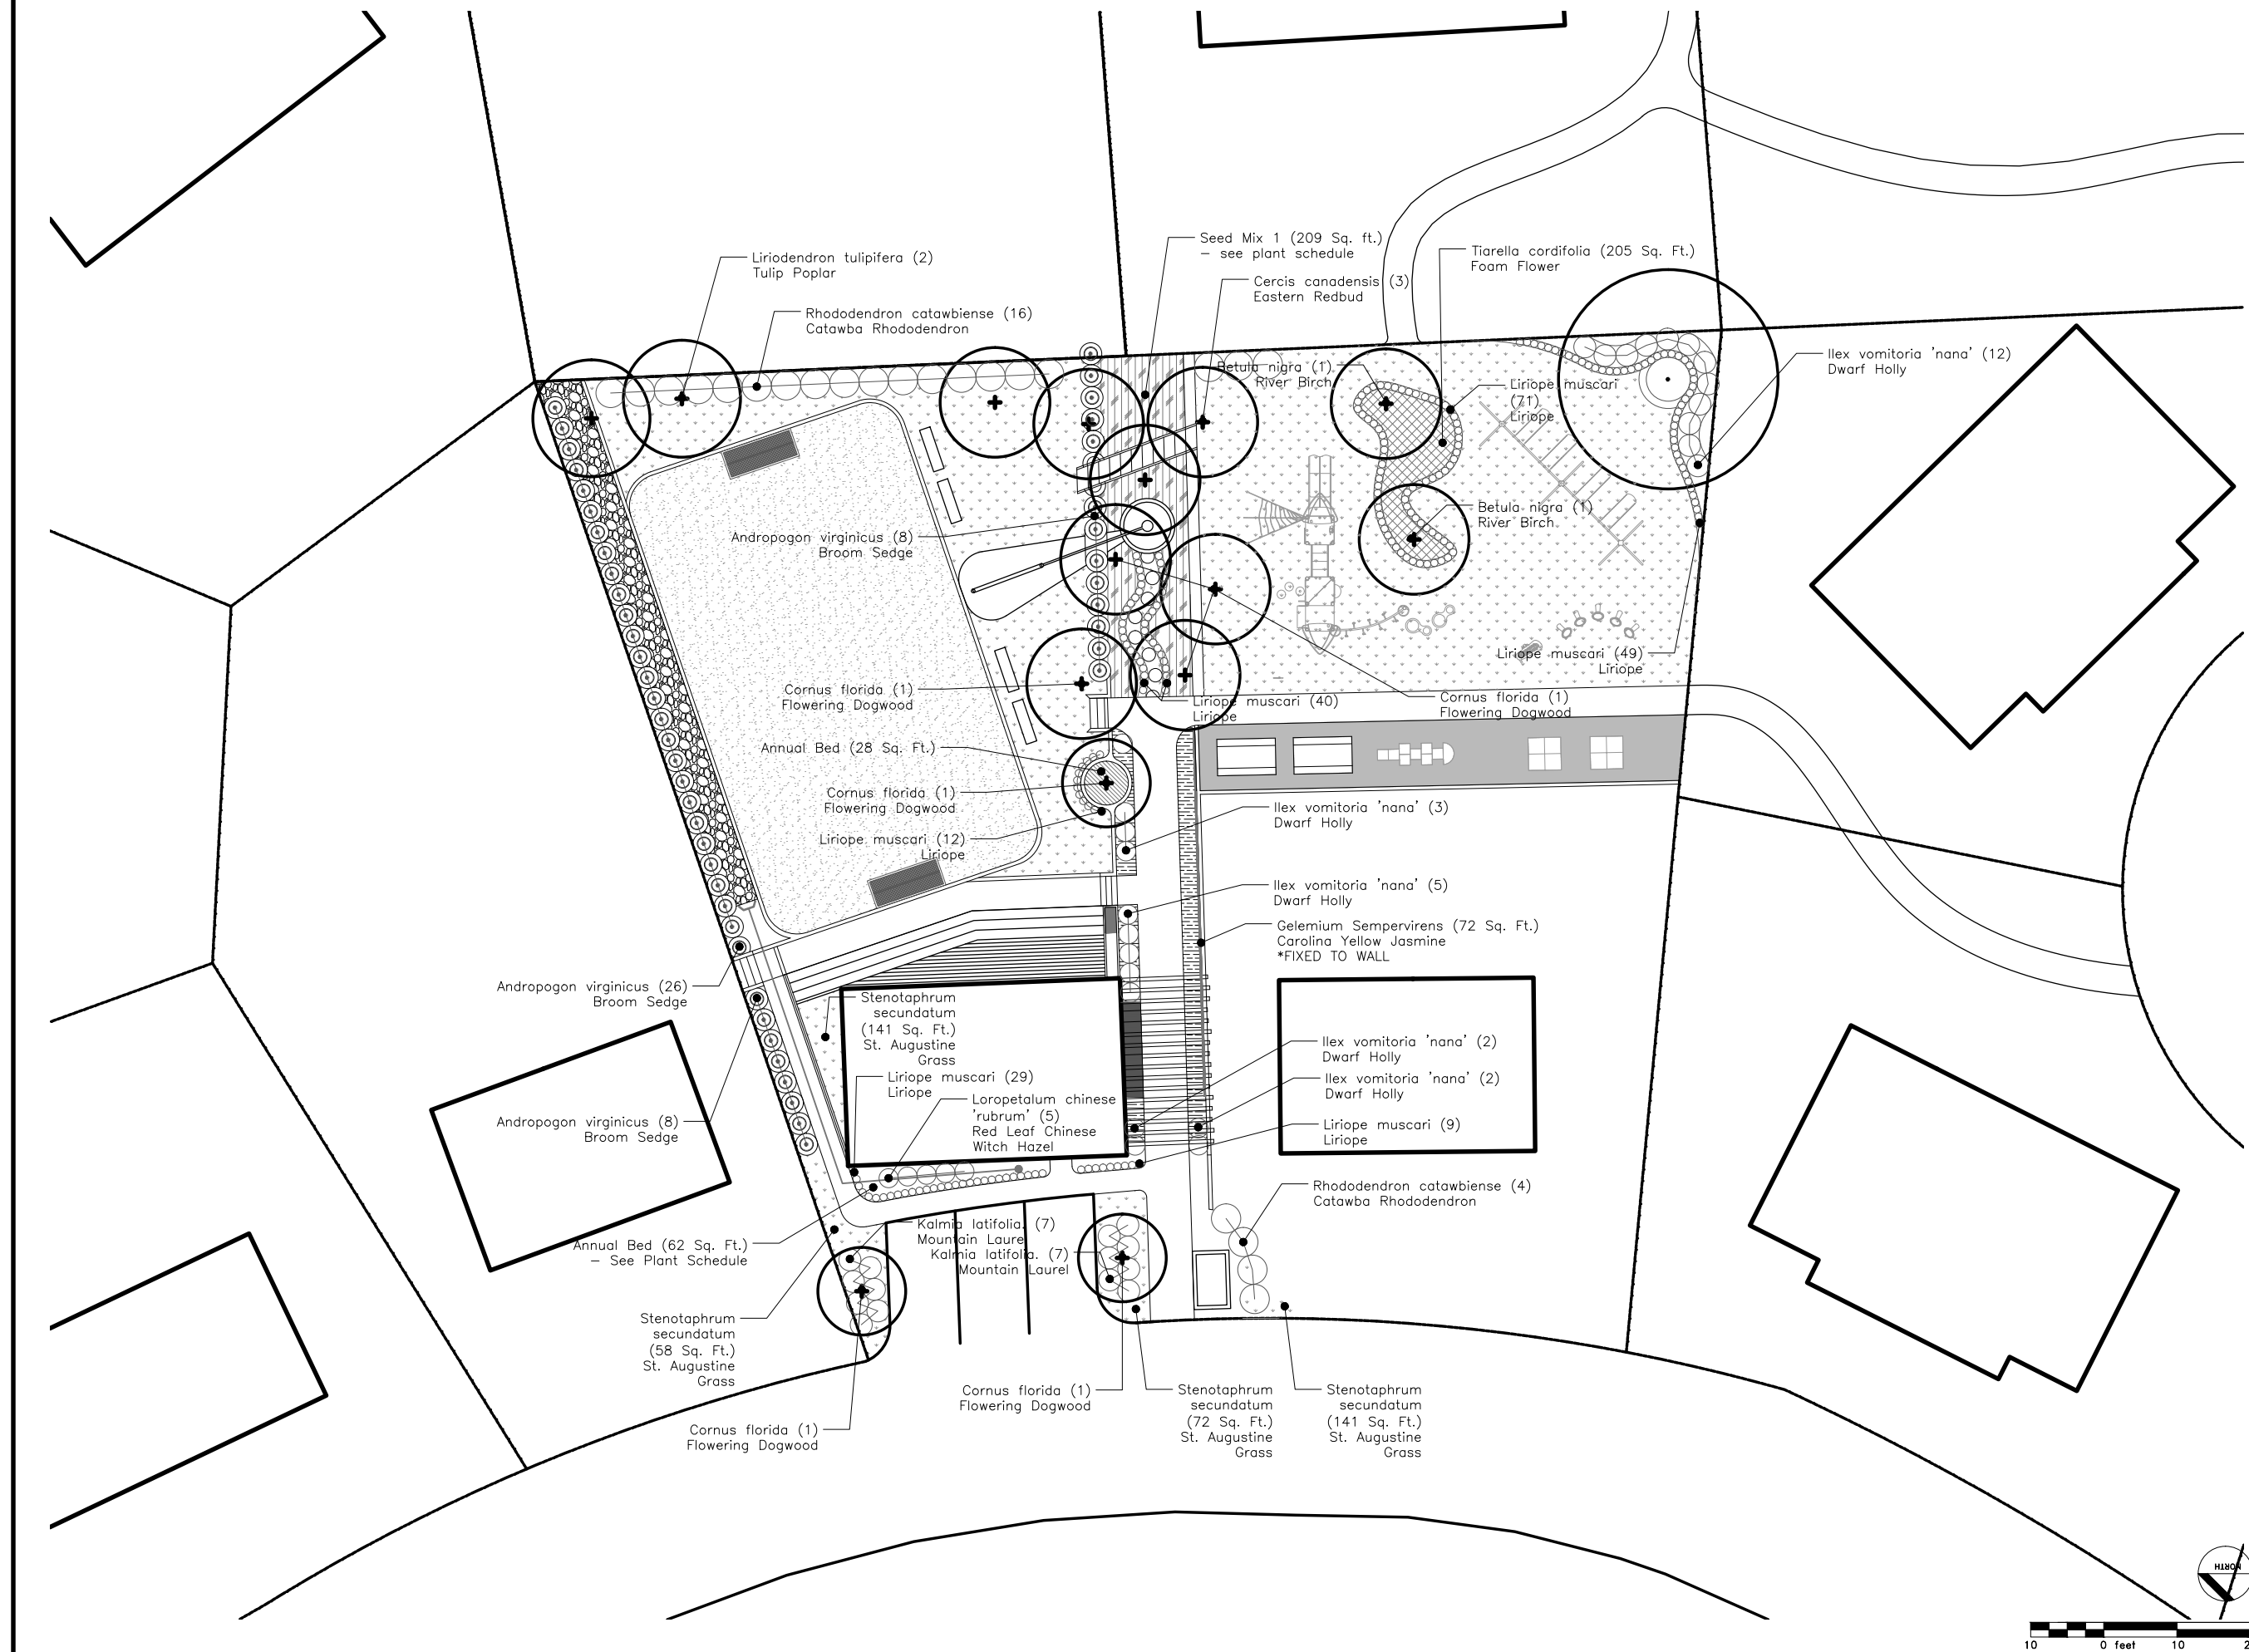 Seed Mix 1 (209 Sq. ft.)
- see plant schedule
Tiarella cordifolia (205 Sq. Ft.)
Foam Flower
Liriodendron tulipifera (2)
Tulip Poplar
Cercis canadensis (3)
Eastern Redbud
Rhododendron catawbiense (16)
Catawba Rhododendron
Ilex vomitoria 'nana' (12)
Dwarf Holly
Betula nigra (1)
River Birch
Liriope muscari
(71)
Liriope
Betula nigra (1)
River Birch
Andropogon virginicus (8)
Broom Sedge
Liriope muscari (49)
Liriope
Cornus florida (1)
Flowering Dogwood
Liriope muscari (40)
Liriope
Cornus florida (1)
Flowering Dogwood
Annual Bed (28 Sq. Ft.)
Cornus florida (1)
Flowering Dogwood
Ilex vomitoria 'nana' (3)
Dwarf Holly
Liriope muscari (12)
Liriope
Ilex vomitoria 'nana' (5)
Dwarf Holly
Gelemium Sempervirens (72 Sq. Ft.)
Carolina Yellow Jasmine
*FIXED TO WALL
Andropogon virginicus (26)
Broom Sedge
Stenotaphrum
secundatum
(141 Sq. Ft.)
St. Augustine
Grass
Ilex vomitoria 'nana' (2)
Dwarf Holly
Liriope muscari (29)
Liriope
Ilex vomitoria 'nana' (2)
Dwarf Holly
Loropetalum chinese
'rubrum' (5)
Red Leaf Chinese
Witch Hazel
Andropogon virginicus (8)
Broom Sedge
Liriope muscari (9)
Liriope
Rhododendron catawbiense (4)
Catawba Rhododendron
Kalmia latifolia. (7)
Mountain Laurel
Kalmia latifolia. (7)
Mountain Laurel
Annual Bed (62 Sq. Ft.)
- See Plant Schedule
Stenotaphrum
secundatum
(58 Sq. Ft.)
St. Augustine
Grass
Cornus florida (1)
Flowering Dogwood
Stenotaphrum
secundatum
(72 Sq. Ft.)
St. Augustine
Grass
Stenotaphrum
secundatum
(141 Sq. Ft.)
St. Augustine
Grass
Cornus florida (1)
Flowering Dogwood
NORTH
10 0 feet 10